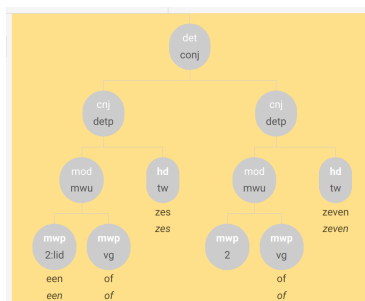 det
conj
cnj
detp
cnj
detp
mod
mwu
hd
tw
mod
mwu
hd
tw
zes
zes
zeven
zeven
mwp
2:lid
mwp
vg
mwp
2
mwp
vg
een
een
of
of
of
of